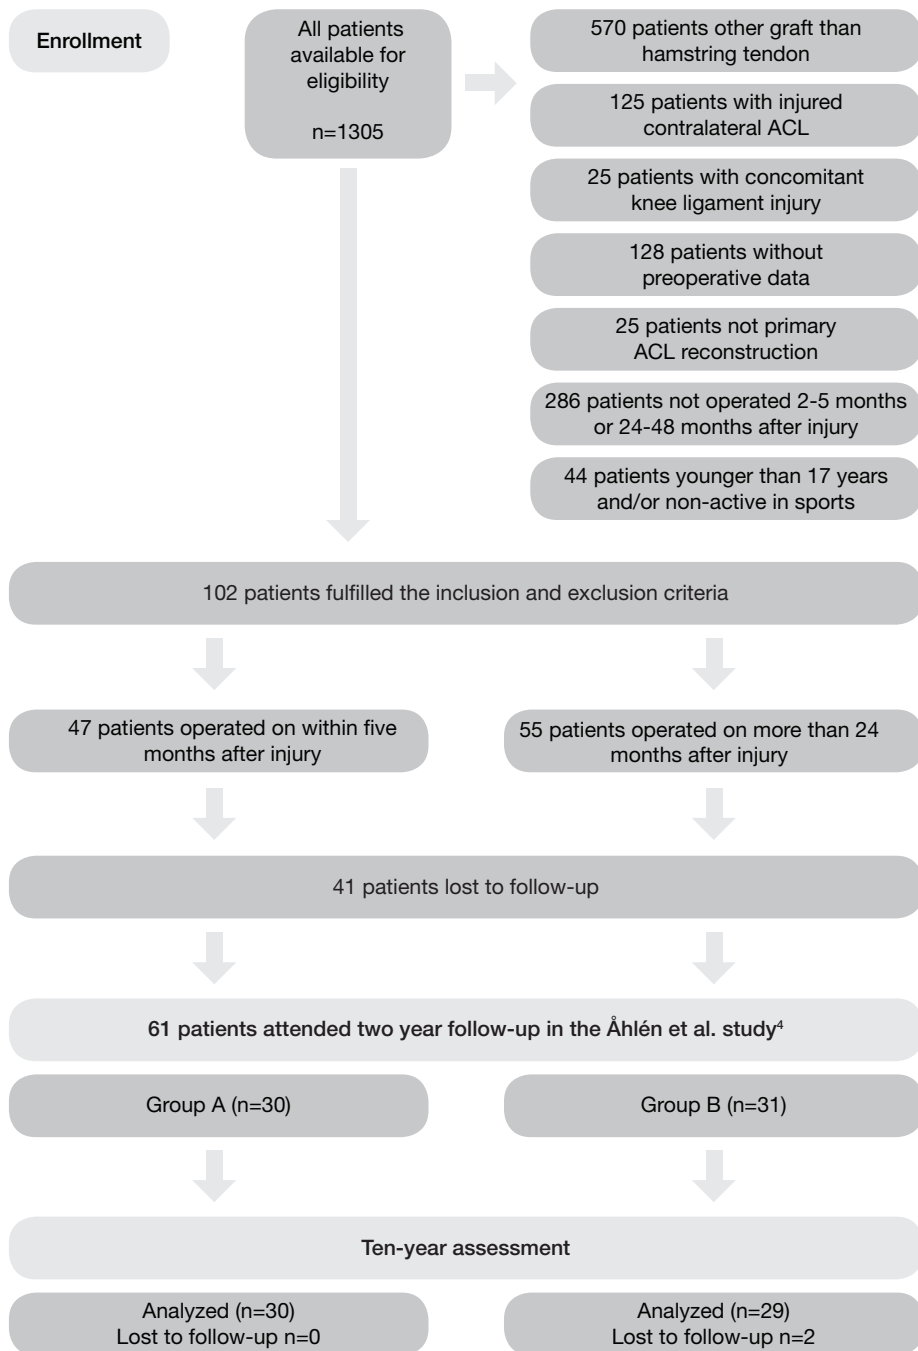 Enrollment
All patients
available for
eligibility
n=1305
570 patients other graft than
hamstring tendon
125 patients with injured
contralateral ACL
25 patients with concomitant
knee ligament injury
128 patients without
preoperative data
25 patients not primary
ACL reconstruction
286 patients not operated 2-5 months
or 24-48 months after injury
44 patients younger than 17 years
and/or non-active in sports
102 patients fulfilled the inclusion and exclusion criteria
47 patients operated on within five
months after injury
55 patients operated on more than 24
months after injury
41 patients lost to follow-up
61 patients attended two year follow-up in the Åhlén et al. study⁴
Group A (n=30)
Group B (n=31)
Ten-year assessment
Analyzed (n=30)
Lost to follow-up n=0
Analyzed (n=29)
Lost to follow-up n=2